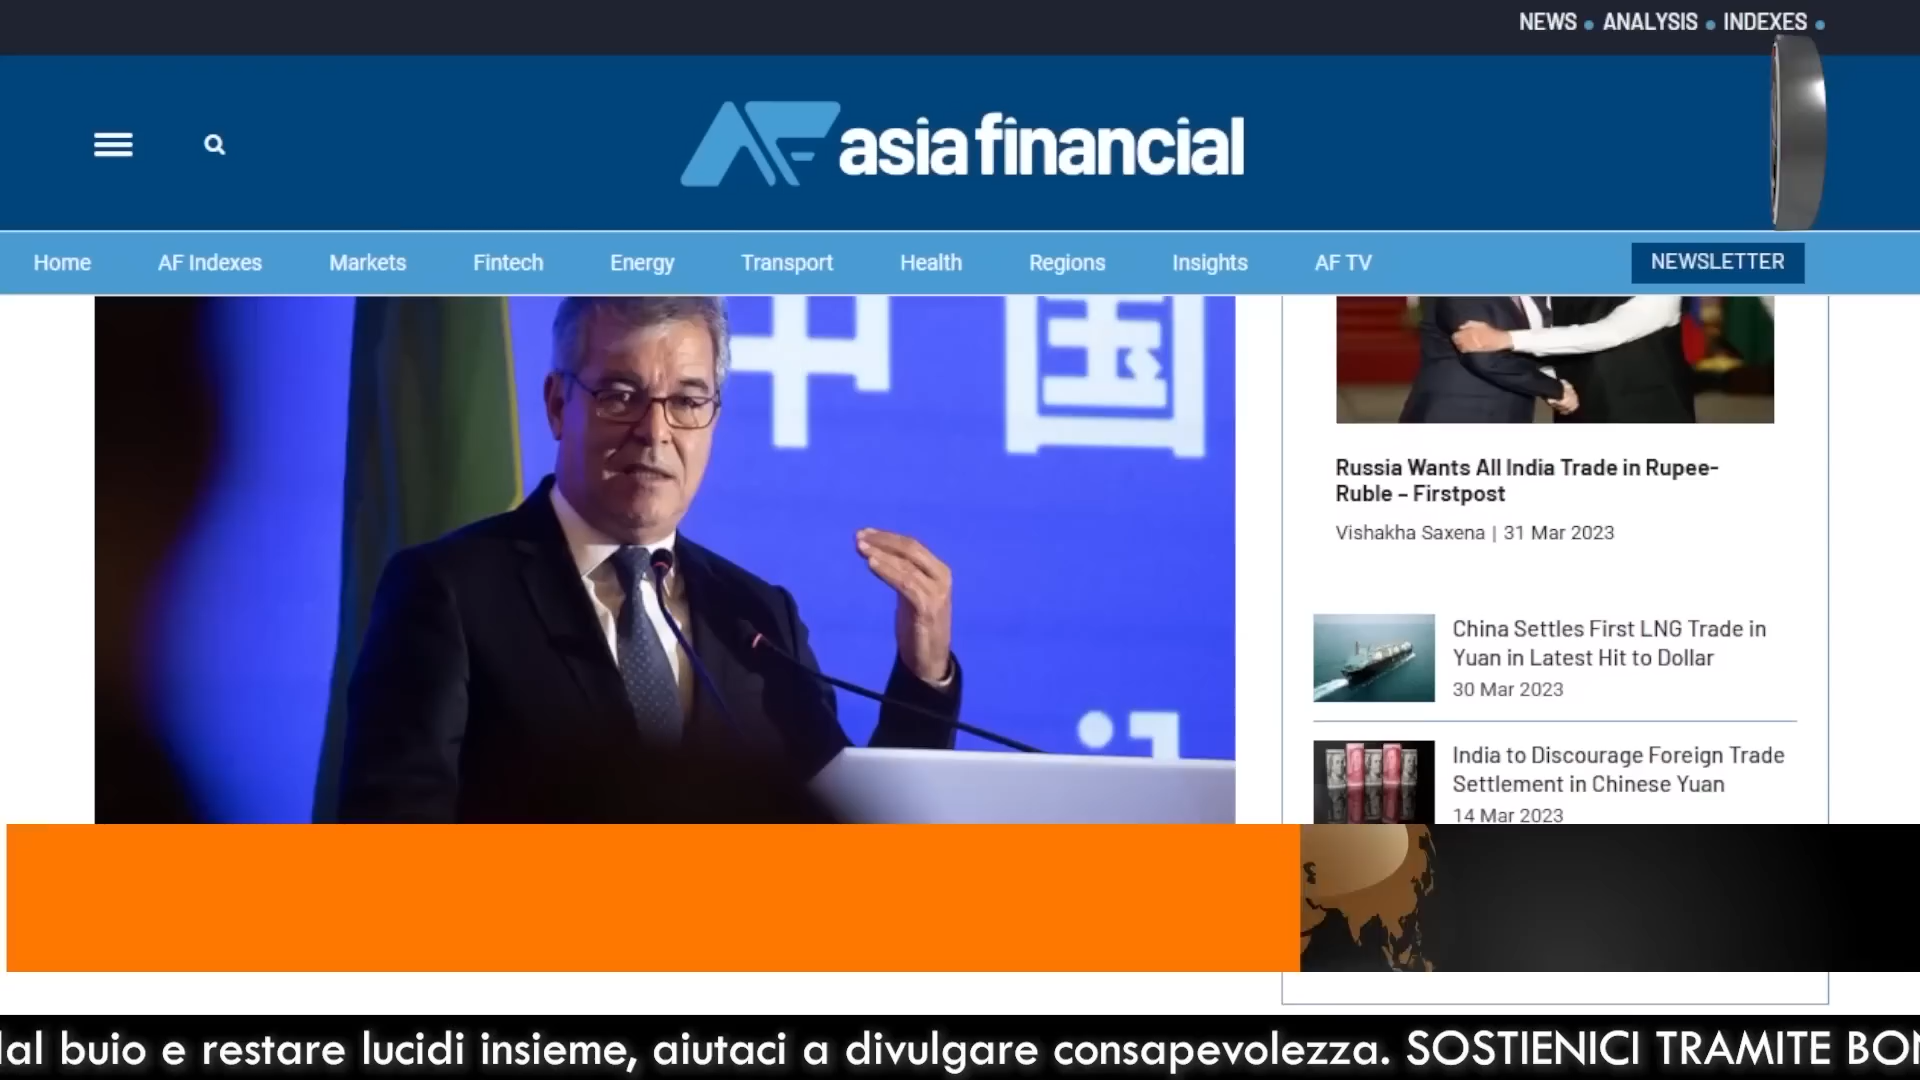 NEWS • ANALYSIS • INDEXES •
AF asia financial
Home AF Indexes Markets Fintech Energy Transport Health Regions Insights AF TV NEWSLETTER
中国
Russia Wants All India Trade in Rupee-
Ruble – Firstpost
Vishakha Saxena | 31 Mar 2023
China Settles First LNG Trade in
Yuan in Latest Hit to Dollar
30 Mar 2023
India to Discourage Foreign Trade
Settlement in Chinese Yuan
14 Mar 2023
dal buio e restare lucidi insieme, aiutaci a divulgare consapevolezza. SOSTIENICI TRAMITE